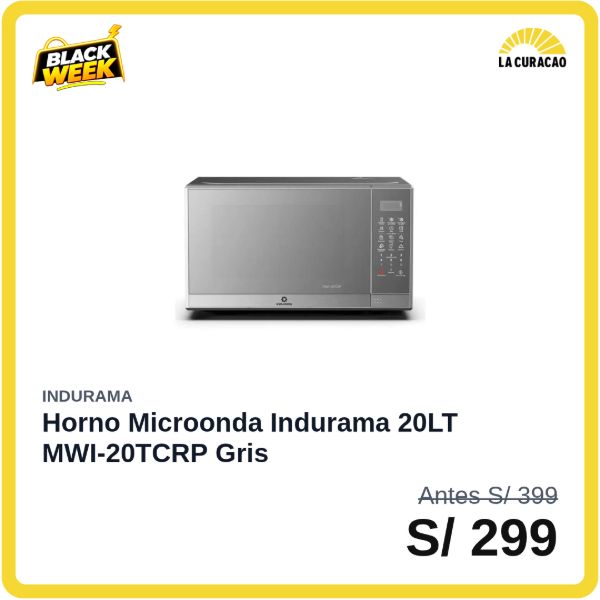 BLACK
WEEK
LA CURACAO
INDURAMA
Horno Microonda Indurama 20LT
MWI-20TCRP Gris
Antes S/ 399
S/ 299